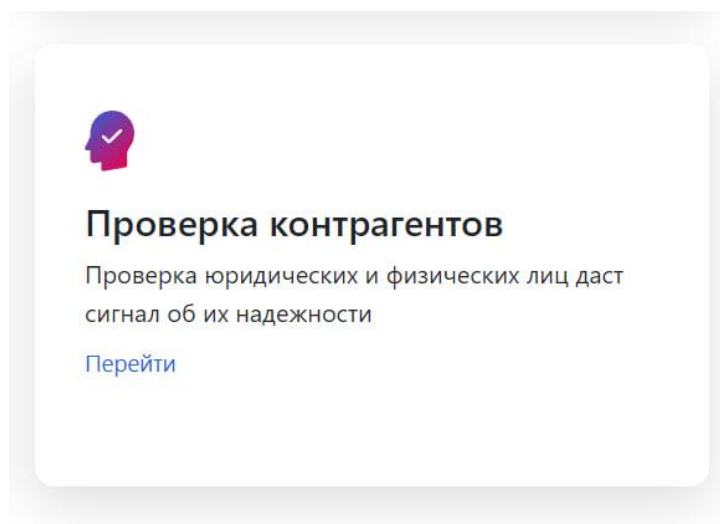 Проверка контрагентов
Проверка юридических и физических лиц даст
сигнал об их надежности
Перейти